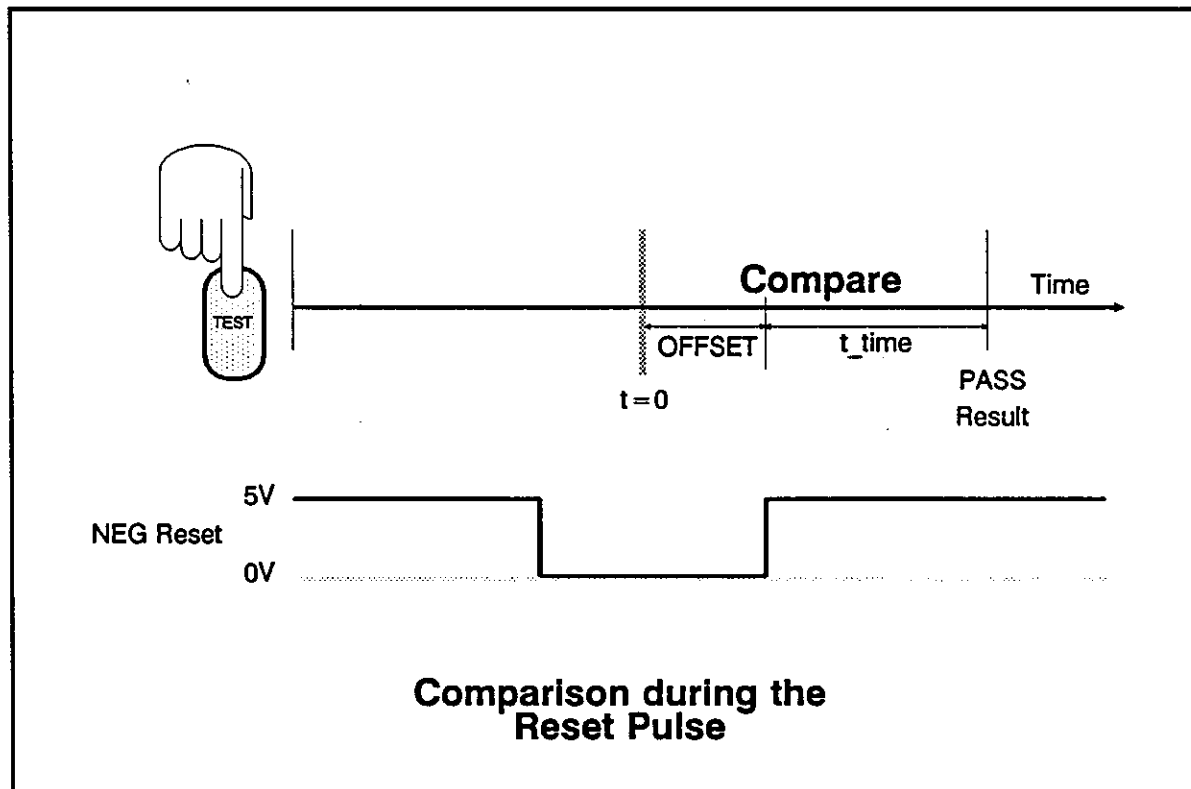 Compare
Time
TEST
OFFSET
t_time
t=0
PASS
Result
5V
NEG Reset
0V
Comparison during the
Reset Pulse